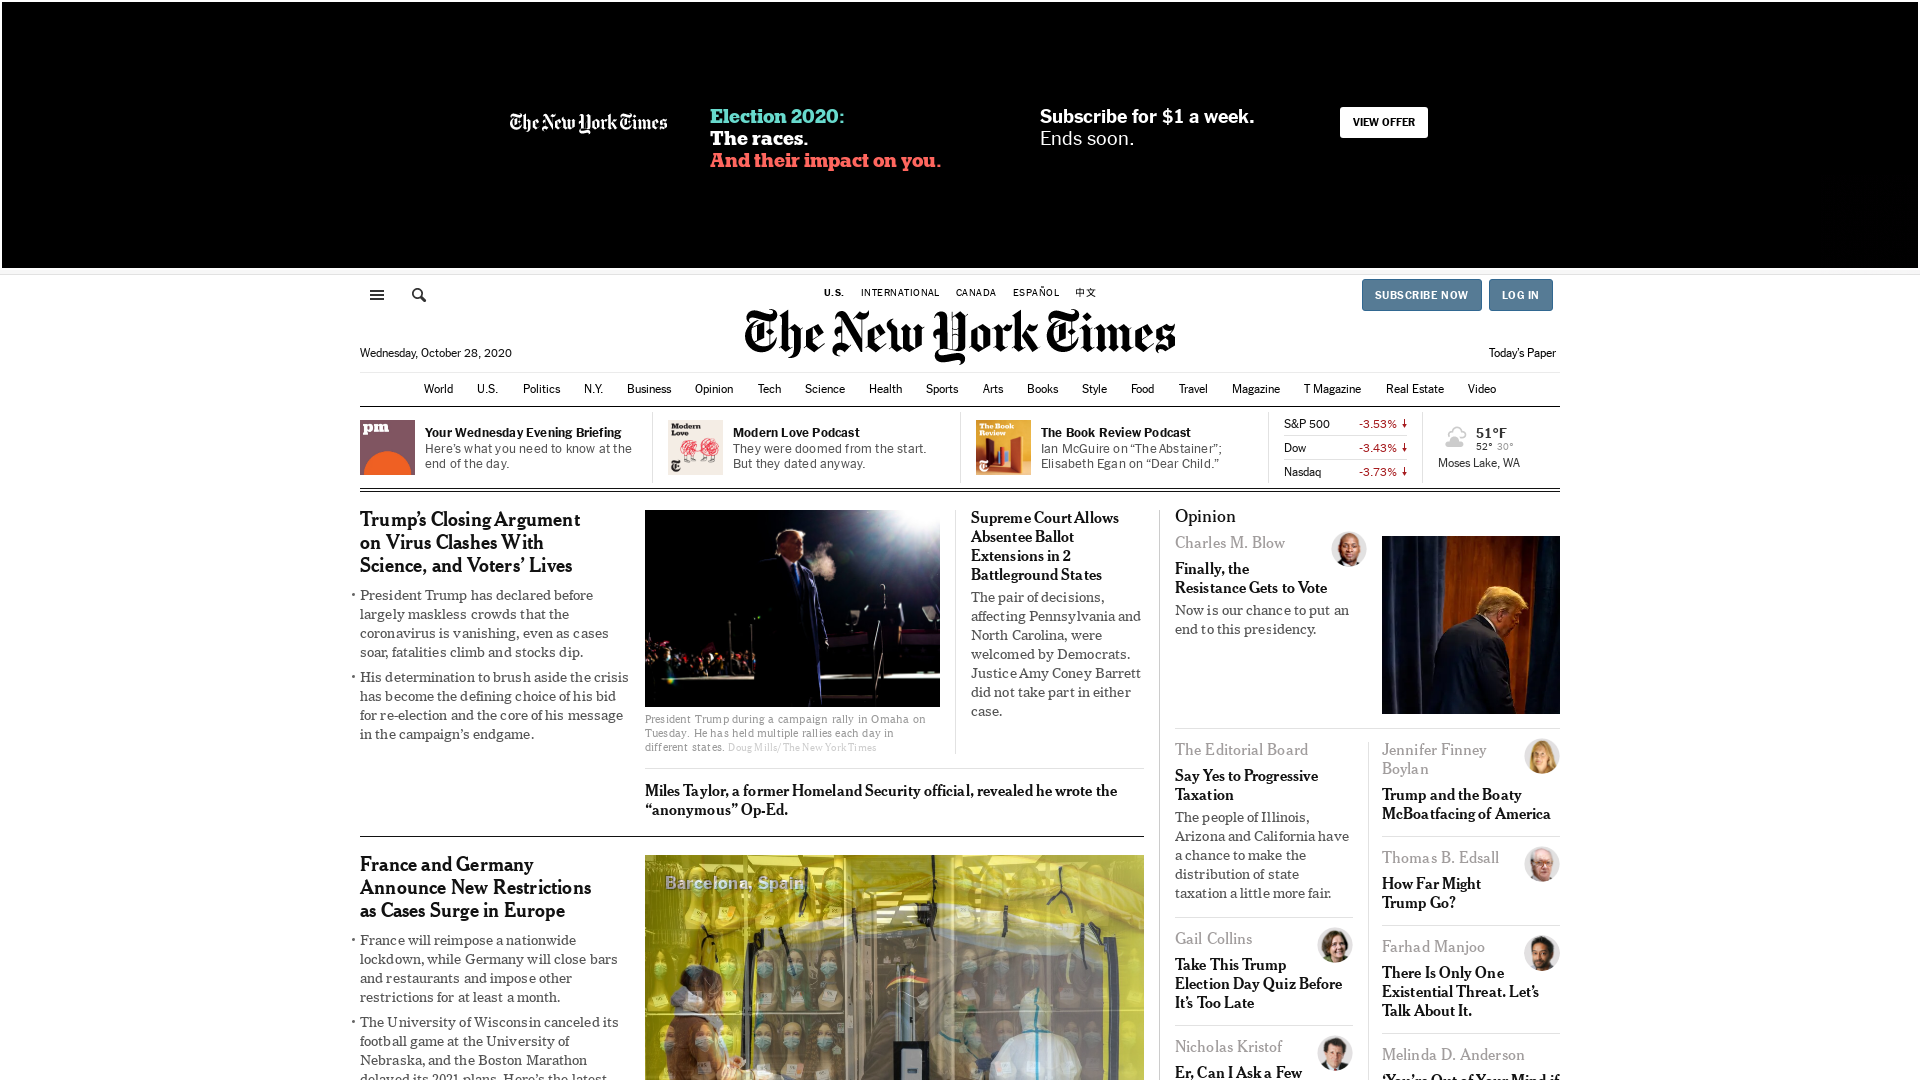 The New York Times
Election 2020:
The races.
And their impact on you.
Subscribe for $1 a week.
Ends soon.
VIEW OFFER
U.S. INTERNATIONAL CANADA ESPAÑOL 中文
SUBSCRIBE NOW LOG IN
The New York Times
Wednesday, October 28, 2020
Today's Paper
World U.S. Politics N.Y. Business Opinion Tech Science Health Sports Arts Books Style Food Travel Magazine T Magazine Real Estate Video
pm
Your Wednesday Evening Briefing
Here's what you need to know at the
end of the day.
Modern
Love
Modern Love Podcast
They were doomed from the start.
But they dated anyway.
The Book
Review
The Book Review Podcast
Ian McGuire on “The Abstainer”;
Elisabeth Egan on “Dear Child.”
S&P 500 -3.53% ↓
Dow -3.43% ↓
Nasdaq -3.73% ↓
51°F
52° 30°
Moses Lake, WA
Trump’s Closing Argument
on Virus Clashes With
Science, and Voters’ Lives
• President Trump has declared before
largely maskless crowds that the
coronavirus is vanishing, even as cases
soar, fatalities climb and stocks dip.
• His determination to brush aside the crisis
has become the defining choice of his bid
for re-election and the core of his message
in the campaign’s endgame.
President Trump during a campaign rally in Omaha on
Tuesday. He has held multiple rallies each day in
different states. Doug Mills/The New York Times
Supreme Court Allows
Absentee Ballot
Extensions in 2
Battleground States
The pair of decisions,
affecting Pennsylvania and
North Carolina, were
welcomed by Democrats.
Justice Amy Coney Barrett
did not take part in either
case.
Miles Taylor, a former Homeland Security official, revealed he wrote the
“anonymous” Op-Ed.
France and Germany
Announce New Restrictions
as Cases Surge in Europe
• France will reimpose a nationwide
lockdown, while Germany will close bars
and restaurants and impose other
restrictions for at least a month.
• The University of Wisconsin canceled its
football game at the University of
Nebraska, and the Boston Marathon
delayed its 2021 plans. Here’s the latest
Barcelona, Spain
Opinion
Charles M. Blow
Finally, the
Resistance Gets to Vote
Now is our chance to put an
end to this presidency.
The Editorial Board
Say Yes to Progressive
Taxation
The people of Illinois,
Arizona and California have
a chance to make the
distribution of state
taxation a little more fair.
Gail Collins
Take This Trump
Election Day Quiz Before
It’s Too Late
Nicholas Kristof
Er, Can I Ask a Few
Jennifer Finney
Boylan
Trump and the Boaty
McBoatfacing of America
Thomas B. Edsall
How Far Might
Trump Go?
Farhad Manjoo
There Is Only One
Existential Threat. Let’s
Talk About It.
Melinda D. Anderson
‘You’re Out of Your Mind if